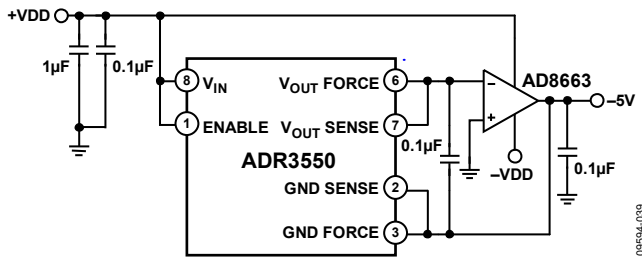 +VDD
1µF
0.1µF
8
VIN
VOUT FORCE
6
AD8663
1
ENABLE
VOUT SENSE
7
–
+
–5V
ADR3550
0.1µF
–VDD
0.1µF
GND SENSE
2
GND FORCE
3
09594-039